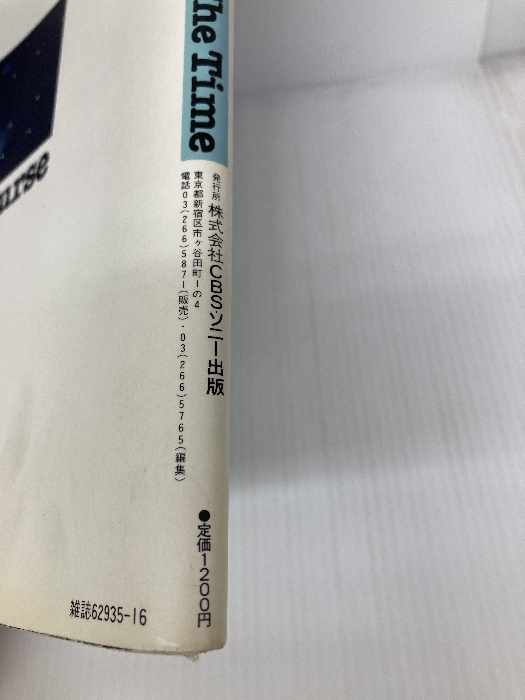 The Time
発行所 株式会社CBS・ソニー出版
東京都新宿区市ヶ谷田町1の4
電話03(266)5871(販売)・03(266)5765(編集)
●定価1200円
雑誌62935-16